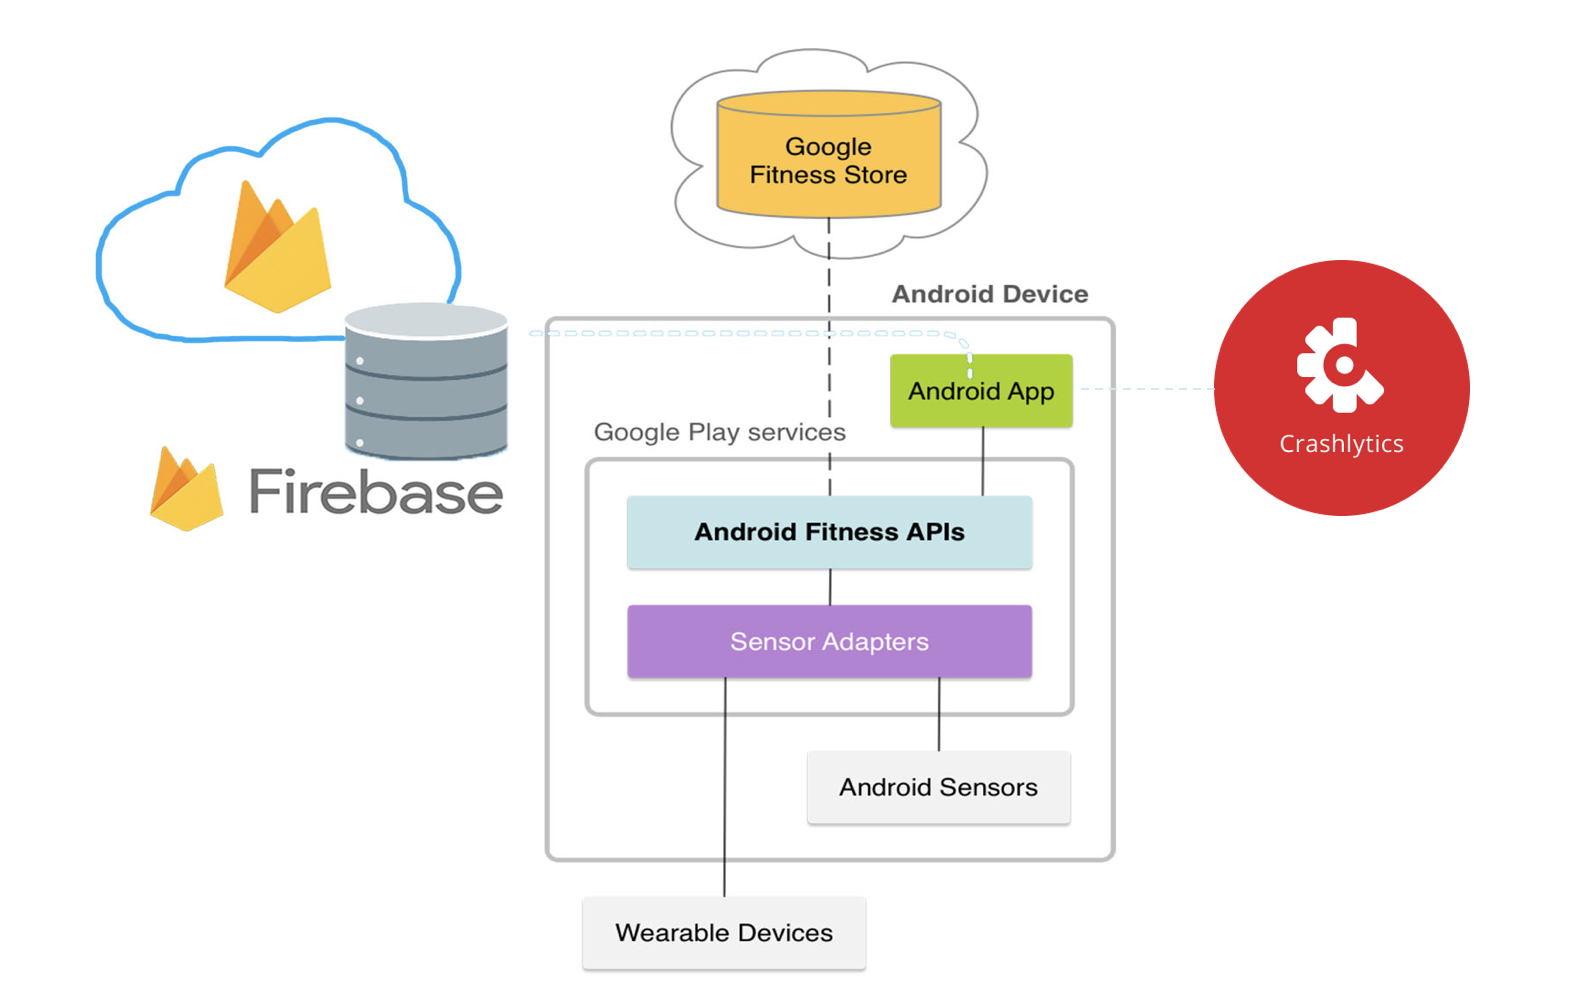 Google
Fitness Store
Android Device
Android App
Crashlytics
Google Play services
Firebase
Android Fitness APIs
Sensor Adapters
Android Sensors
Wearable Devices